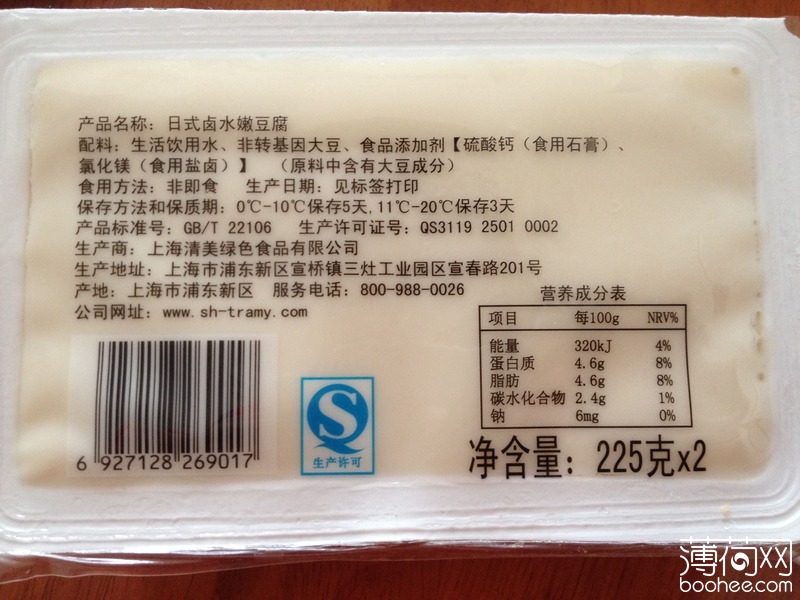 产品名称：日式卤水嫩豆腐
配料：生活饮用水、非转基因大豆、食品添加剂【硫酸钙（食用石膏）、
氯化镁（食用盐卤）】 （原料中含有大豆成分）
食用方法：非即食 生产日期：见标签打印
保存方法和保质期：0℃-10℃保存5天,11℃-20℃保存3天
产品标准号：GB/T 22106 生产许可证号：QS3119 2501 0002
生产商：上海清美绿色食品有限公司
生产地址：上海市浦东新区宣桥镇三灶工业园区宣春路201号
产地：上海市浦东新区 服务电话：800-988-0026
公司网址：www.sh-tramy.com
营养成分表
项目 每100g NRV%
能量 320kJ 4%
蛋白质 4.6g 8%
脂肪 4.6g 8%
碳水化合物 2.4g 1%
钠 6mg 0%
6 927128 269017
生产许可
净含量：225克x2
薄荷网
boohee.com